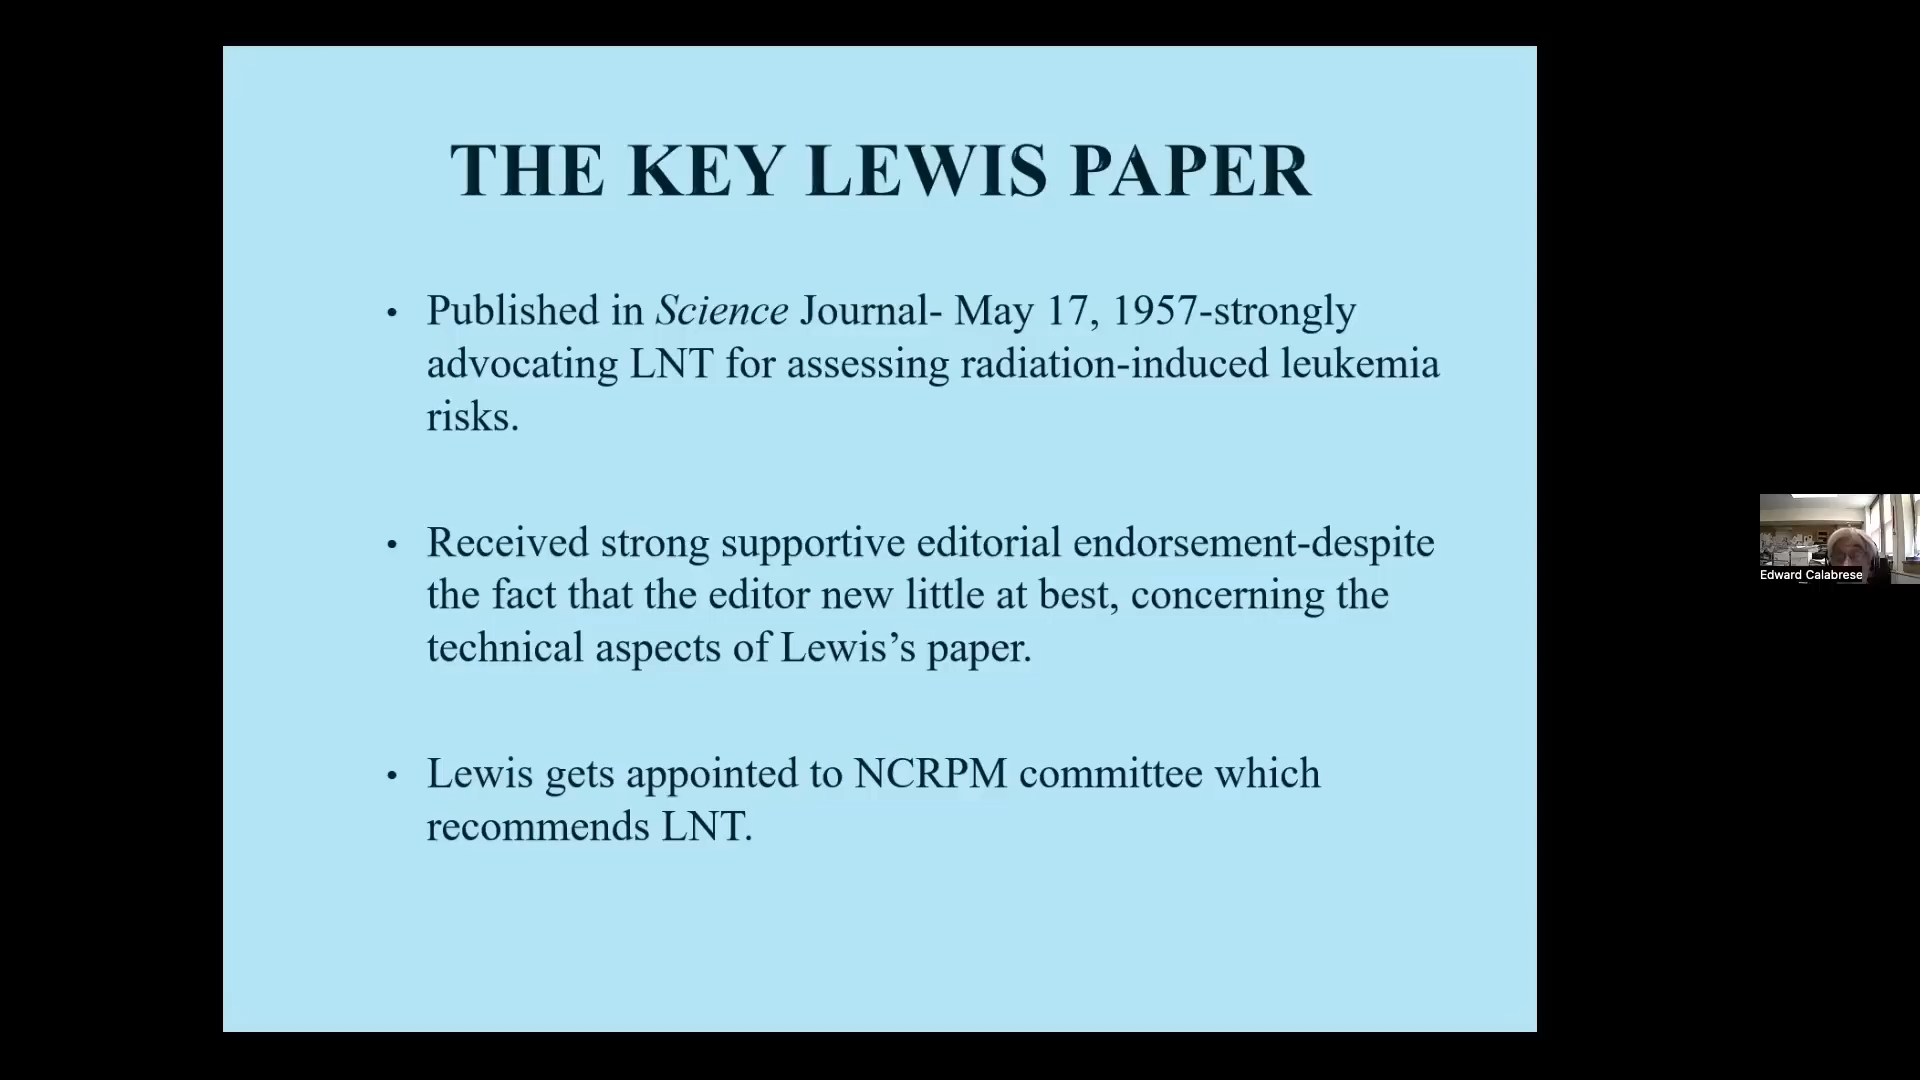 THE KEY LEWIS PAPER
• Published in Science Journal- May 17, 1957-strongly
advocating LNT for assessing radiation-induced leukemia
risks.
• Received strong supportive editorial endorsement-despite
the fact that the editor new little at best, concerning the
technical aspects of Lewis’s paper.
• Lewis gets appointed to NCRPM committee which
recommends LNT.
Edward Calabrese